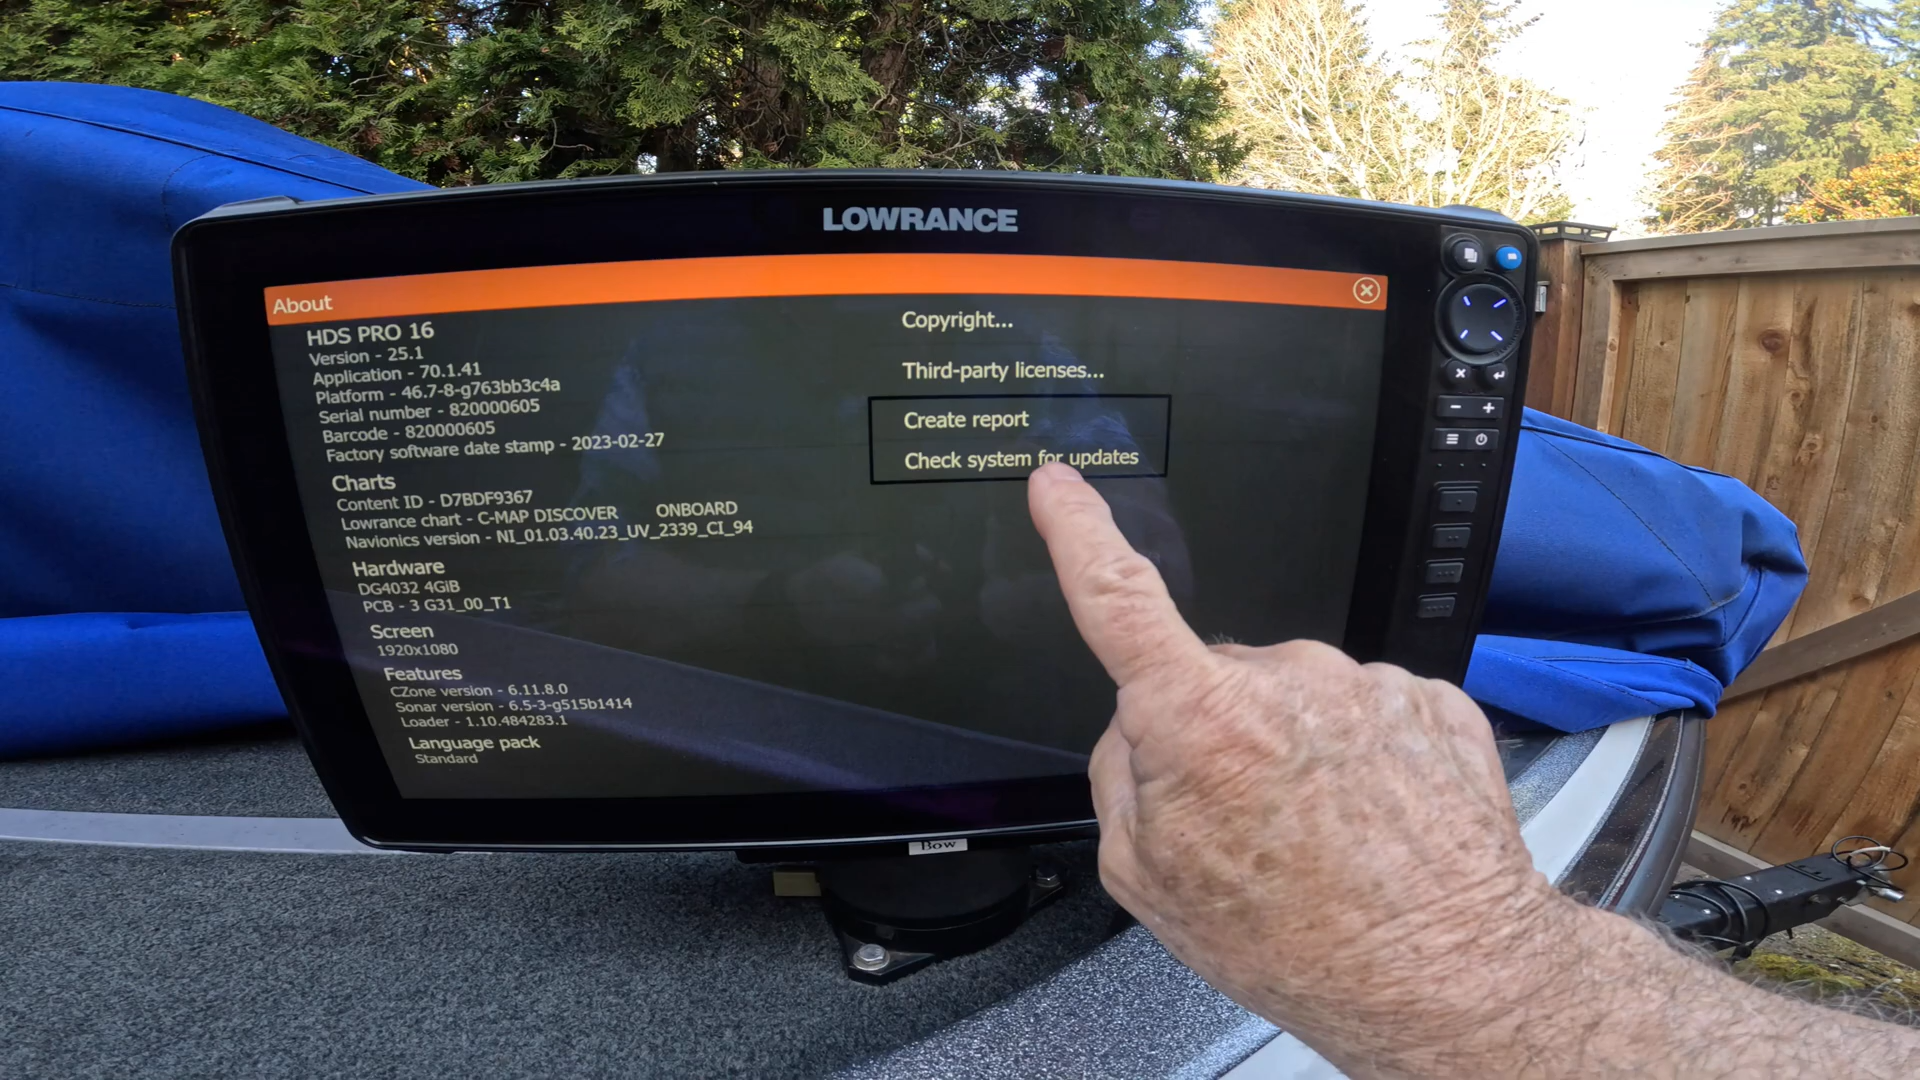 LOWRANCE
About
HDS PRO 16
Version - 25.1
Application - 70.1.41
Platform - 46.7-8-g763bb3c4a
Serial number - 820000605
Barcode - 820000605
Factory software date stamp - 2023-02-27
Charts
Content ID - D7BDF9367
Lowrance chart - C-MAP DISCOVER ONBOARD
Navionics version - NI_01.03.40.23_UV_2339_CI_94
Hardware
DG4032 4GiB
PCB - 3 G31_00_T1
Screen
1920x1080
Features
CZone version - 6.11.8.0
Sonar version - 6.5-3-g515b1414
Loader - 1.10.484283.1
Language pack
Standard
Copyright...
Third-party licenses...
Create report
Check system for updates
Bow